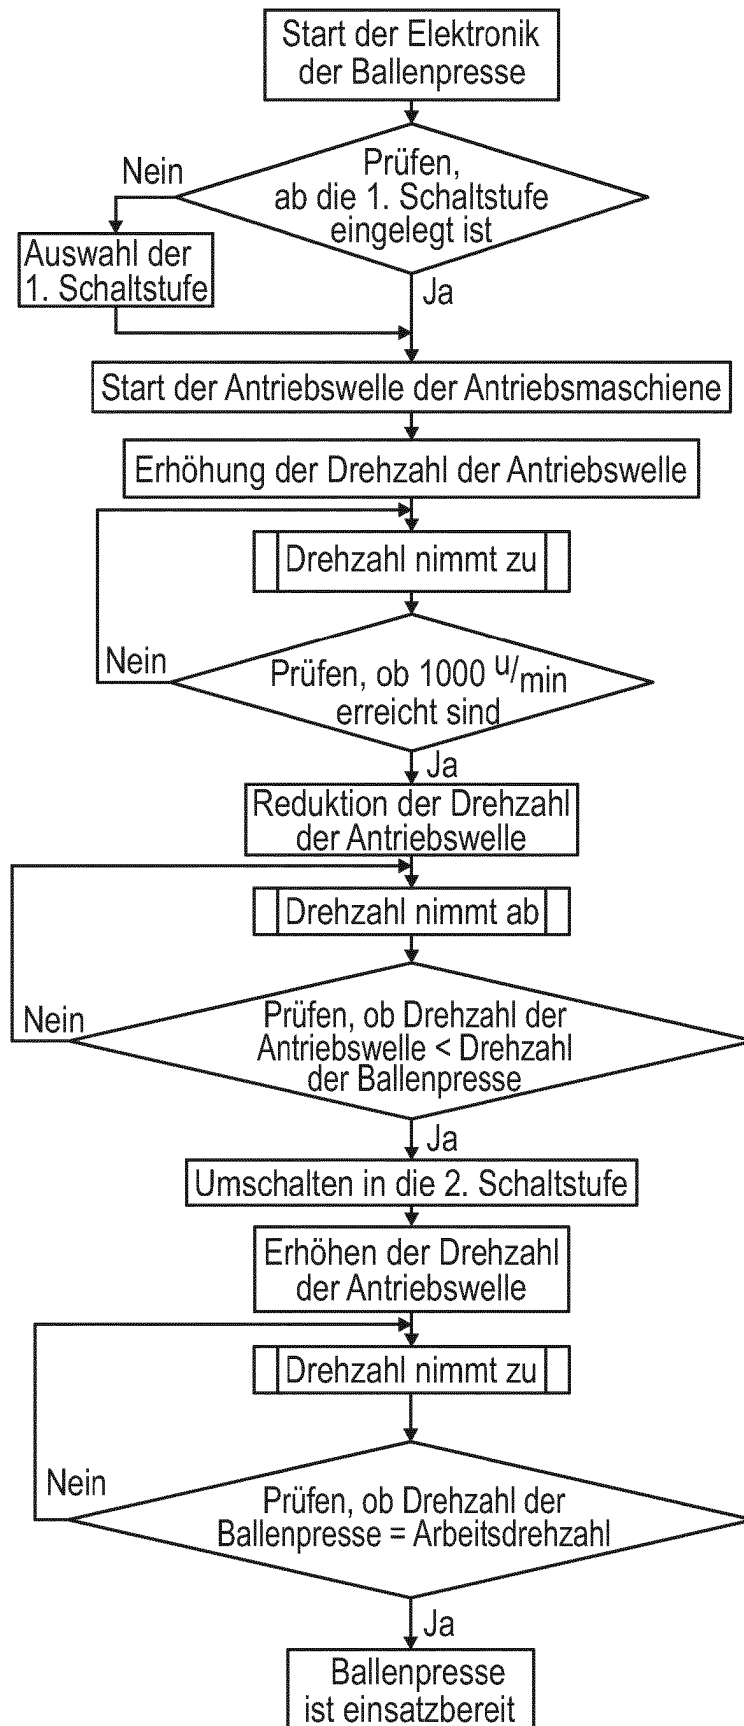 Start der Elektronik
der Ballenpresse
Prüfen,
ab die 1. Schaltstufe
eingelegt ist
Nein
Auswahl der
1. Schaltstufe
Ja
Start der Antriebswelle der Antriebsmaschiene
Erhöhung der Drehzahl der Antriebswelle
Drehzahl nimmt zu
Nein
Prüfen, ob 1000 u/min
erreicht sind
Ja
Reduktion der Drehzahl
der Antriebswelle
Drehzahl nimmt ab
Nein
Prüfen, ob Drehzahl der
Antriebswelle < Drehzahl
der Ballenpresse
Ja
Umschalten in die 2. Schaltstufe
Erhöhen der Drehzahl
der Antriebswelle
Drehzahl nimmt zu
Nein
Prüfen, ob Drehzahl der
Ballenpresse = Arbeitsdrehzahl
Ja
Ballenpresse
ist einsatzbereit